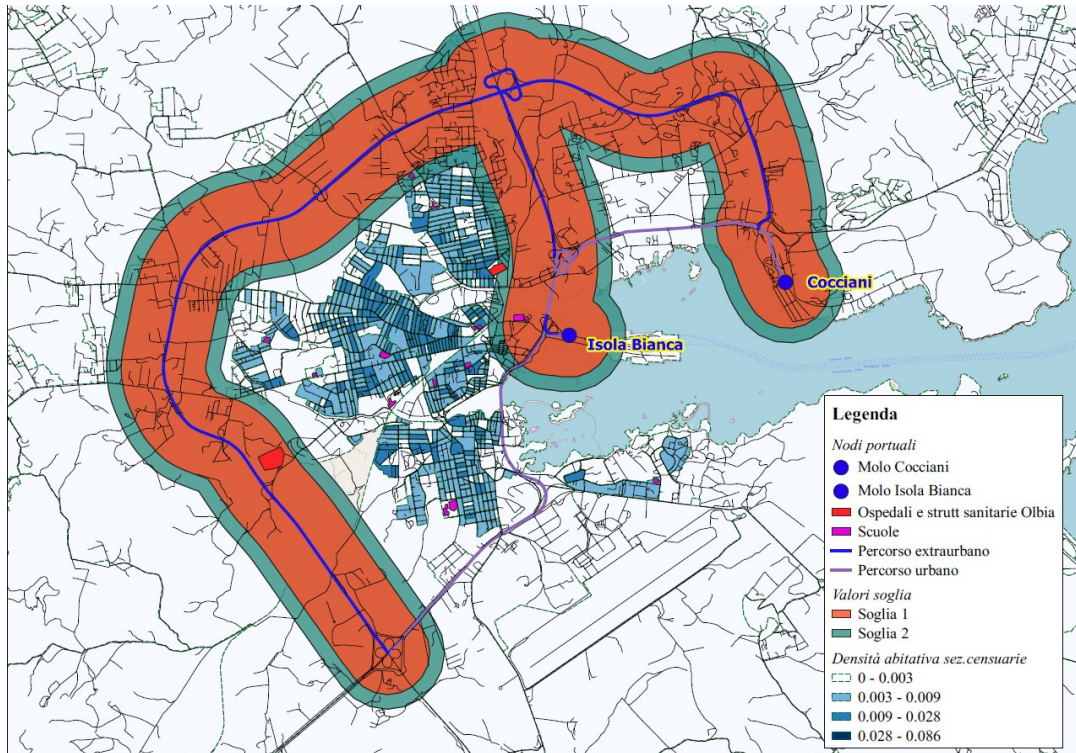 Cocciani
Isola Bianca
Legenda
Nodi portuali
Molo Cocciani
Molo Isola Bianca
Ospedali e strutt sanitarie Olbia
Scuole
Percorso extraurbano
Percorso urbano
Valori soglia
Soglia 1
Soglia 2
Densità abitativa sez.censuarie
0 - 0.003
0.003 - 0.009
0.009 - 0.028
0.028 - 0.086